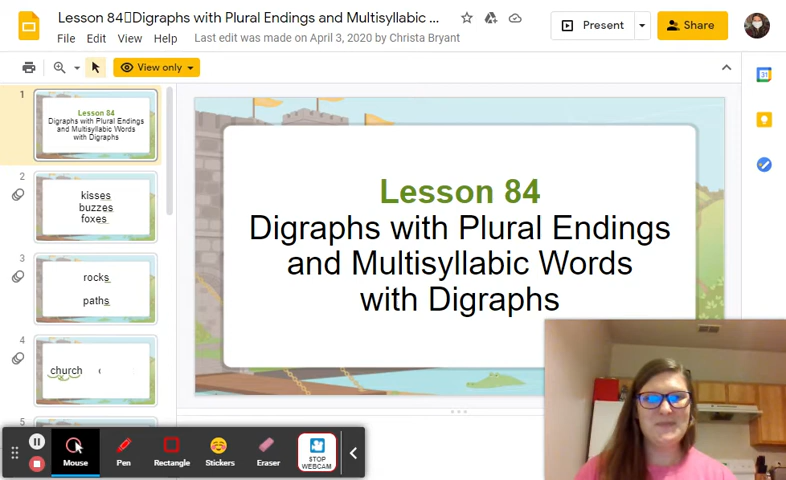 Lesson 84▯Digraphs with Plural Endings and Multisyllabic ...
File Edit View Help Last edit was made on April 3, 2020 by Christa Bryant
Present
Share
View only
31
1
Lesson 84
Digraphs with Plural Endings
and Multisyllabic Words
with Digraphs
2
kisses
buzzes
foxes
3
rocks
paths
4
church c
5
Lesson 84
Digraphs with Plural Endings
and Multisyllabic Words
with Digraphs
Mouse
Pen
Rectangle
Stickers
Eraser
STOP
WEBCAM